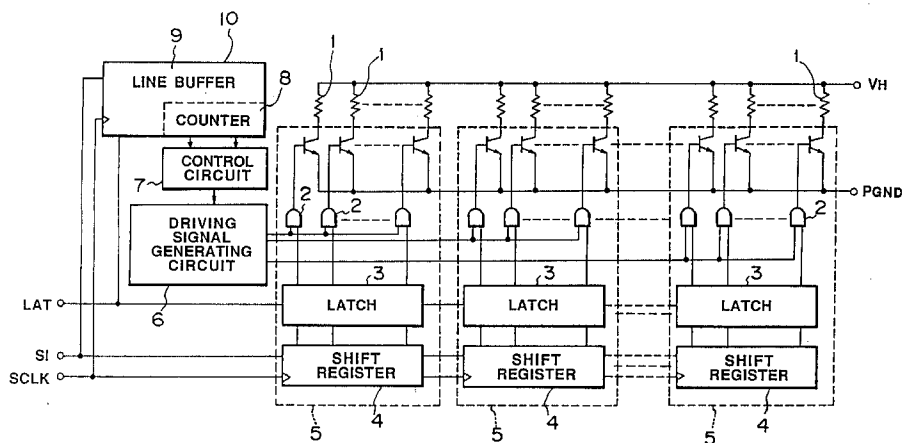 10
9
1
1
1
LINE BUFFER
8
VH
COUNTER
CONTROL
CIRCUIT
7
PGND
2
2
2
DRIVING
SIGNAL
GENERATING
CIRCUIT
3
3
3
LAT
6
LATCH
LATCH
LATCH
SI
SHIFT
REGISTER
SHIFT
REGISTER
SHIFT
REGISTER
SCLK
5
4
5
4
5
4